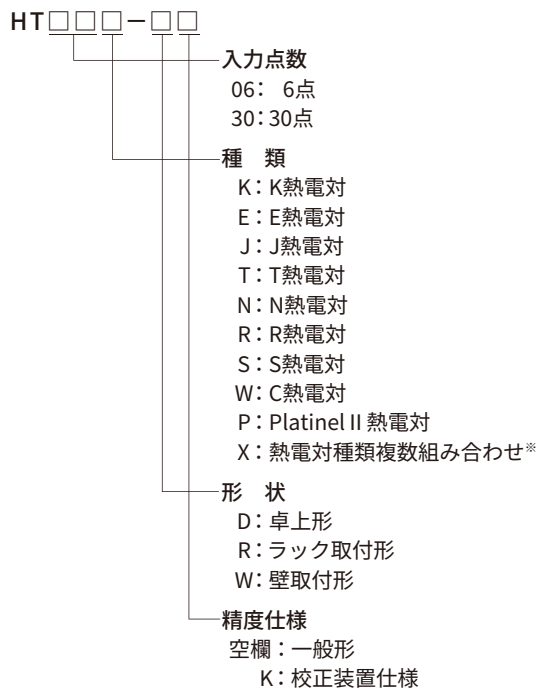 HT□□□－□□
入力点数
06： 6点
30：30点
種　類
K：K熱電対
E：E熱電対
J：J熱電対
T：T熱電対
N：N熱電対
R：R熱電対
S：S熱電対
W：C熱電対
P：Platinel II 熱電対
X：熱電対種類複数組み合わせ※
形　状
D：卓上形
R：ラック取付形
W：壁取付形
精度仕様
空欄：一般形
K：校正装置仕様